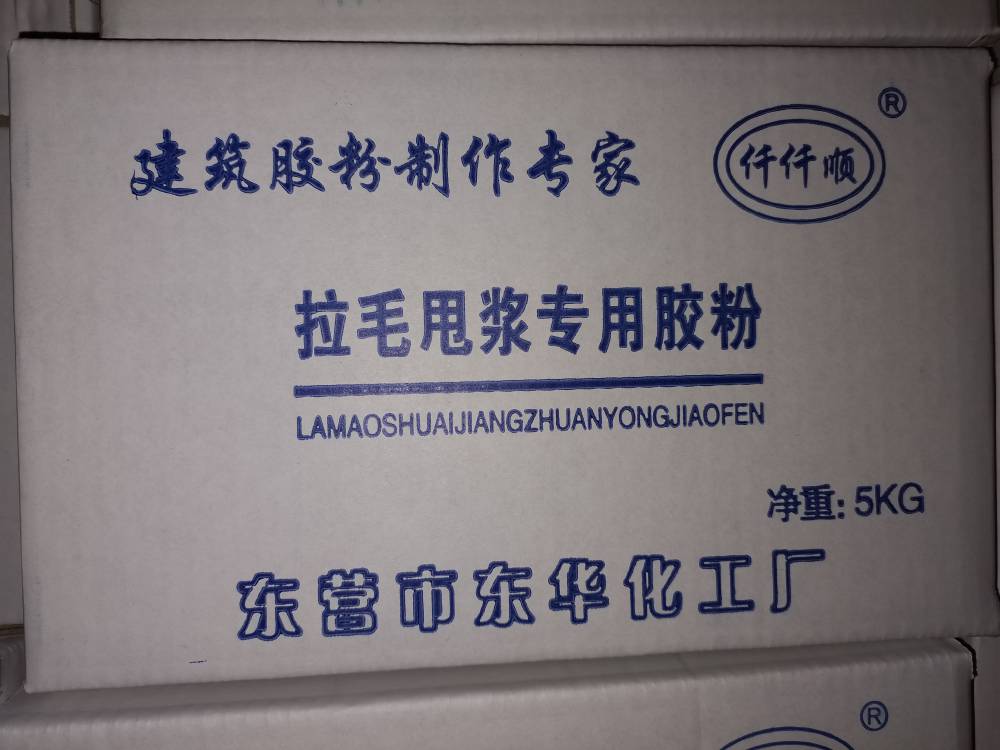 建筑胶粉制作专家
仟仟顺
®
拉毛甩浆专用胶粉
LAMAOSHUAIJIANGZHUANYONGJIAOFEN
净重: 5KG
东营市东华化工厂
®